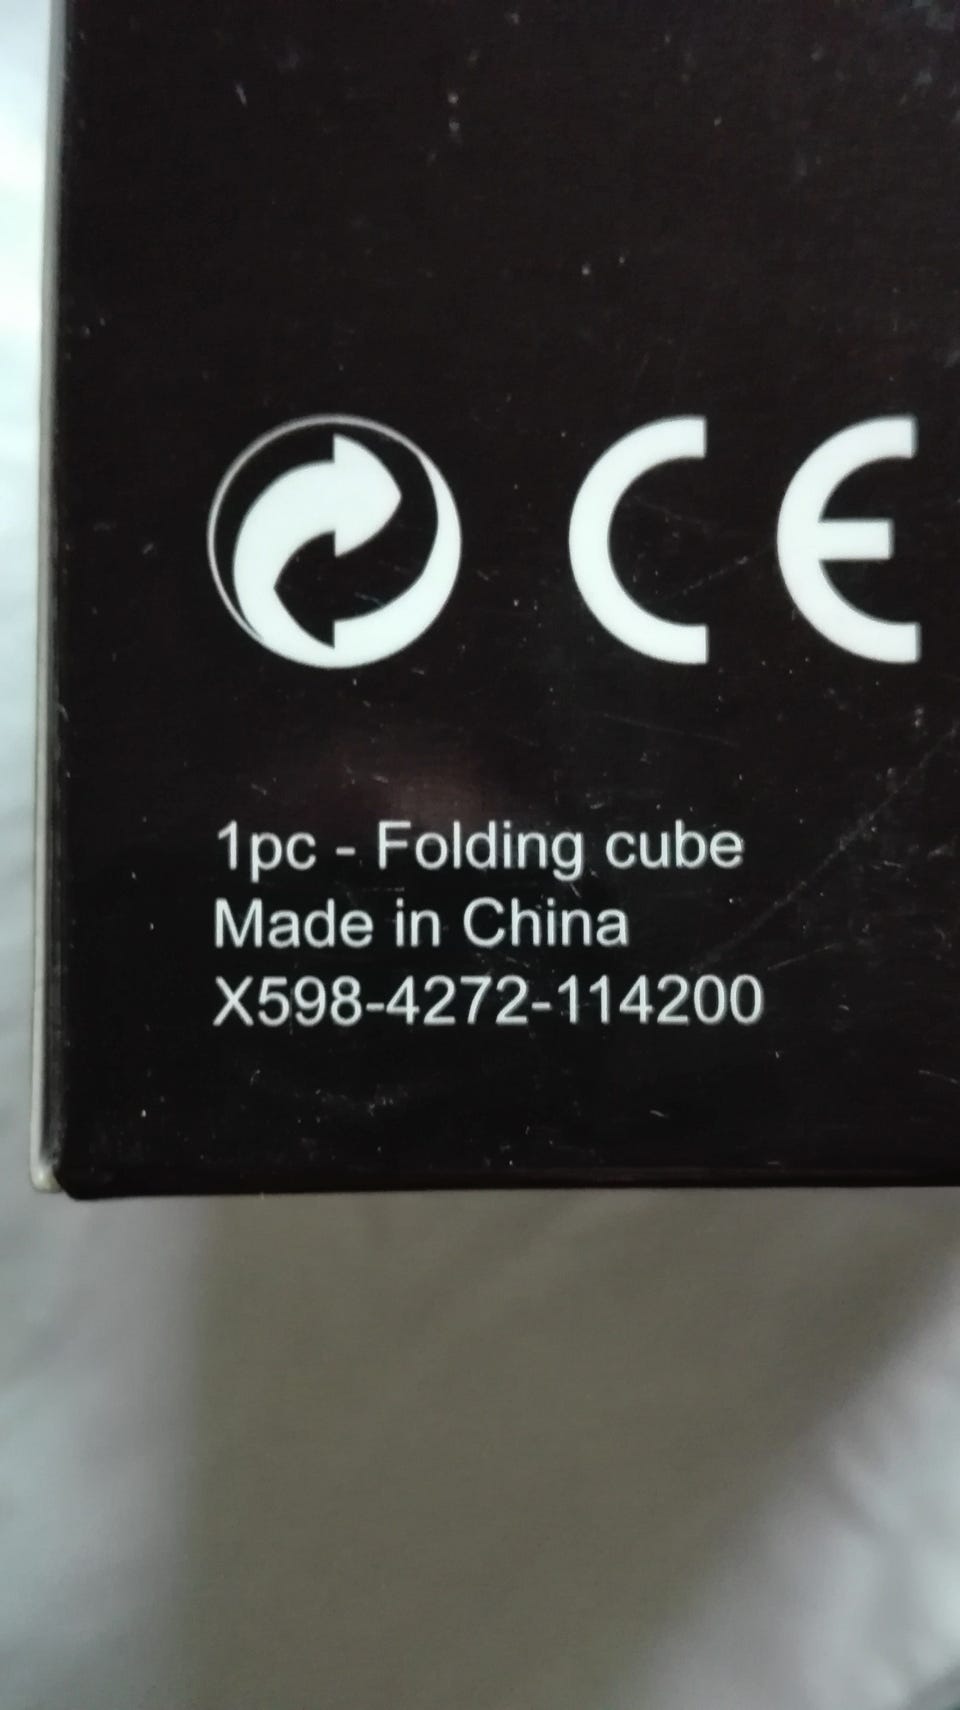 CE
1pc - Folding cube
Made in China
X598-4272-114200